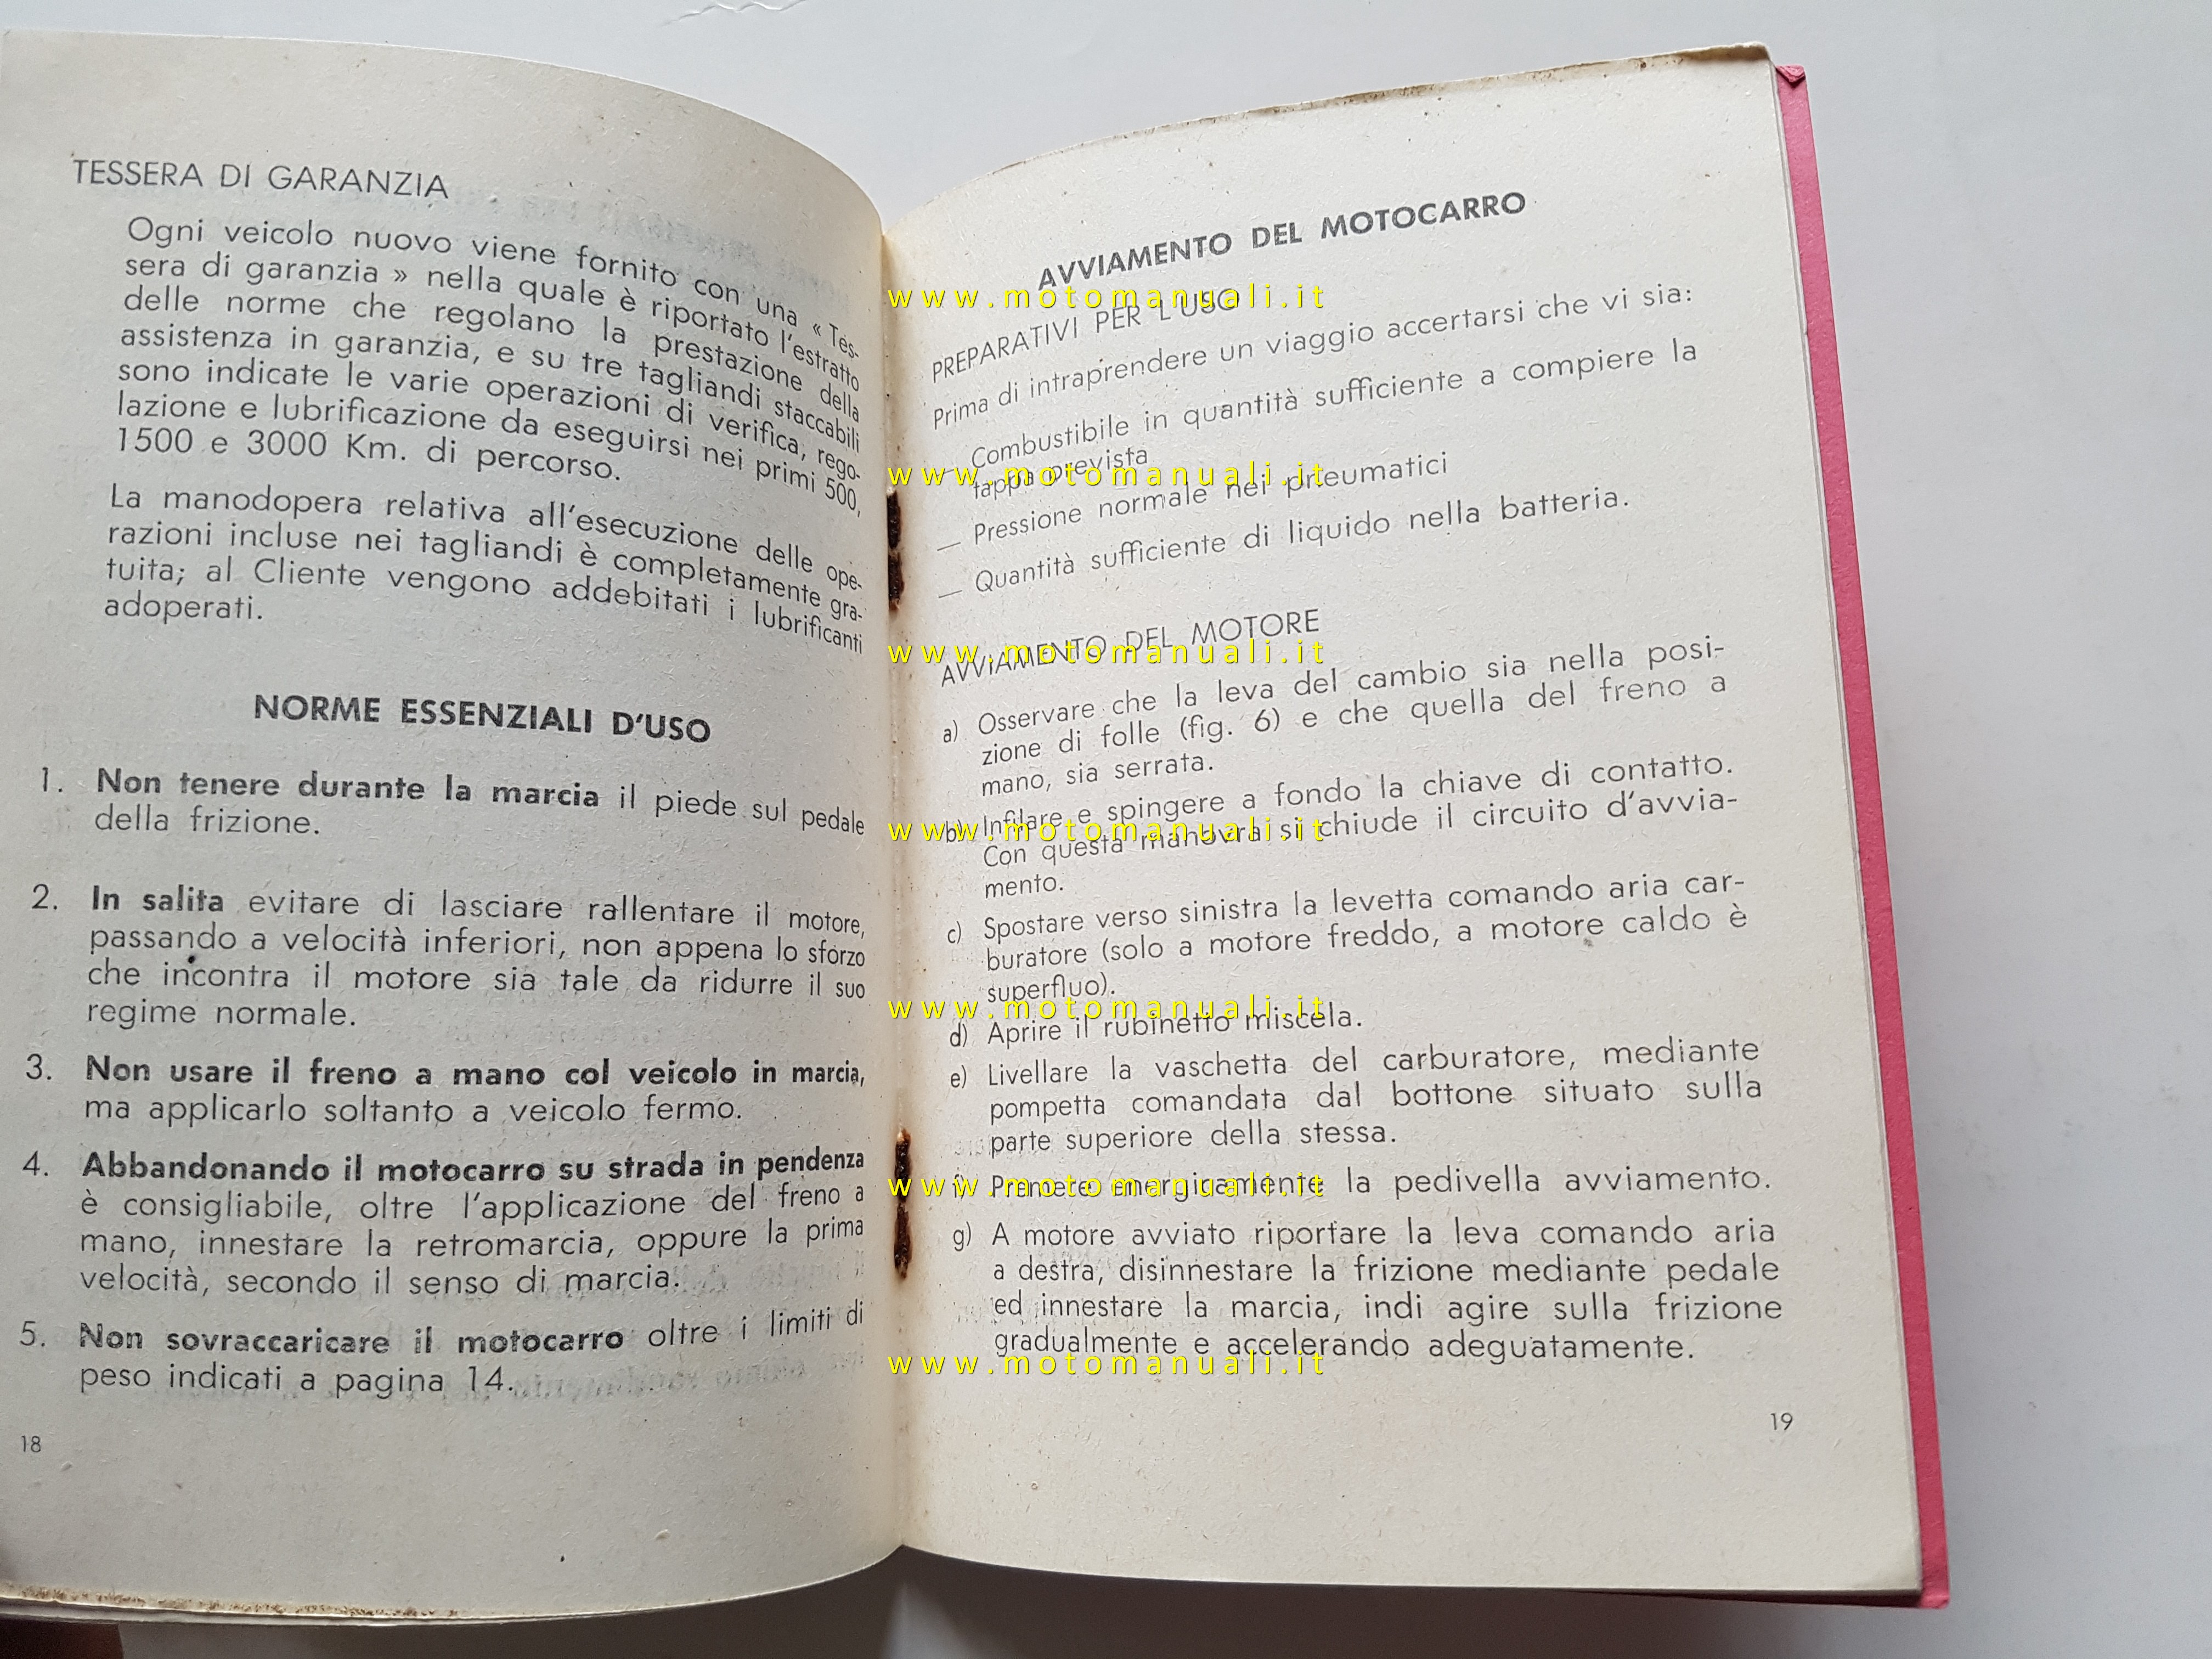 TESSERA DI GARANZIA
Ogni veicolo nuovo viene fornito con una « Tes-
sera di garanzia » nella quale è riportato l'estratto
delle norme che regolano la prestazione della
assistenza in garanzia, e su tre tagliandi staccabili
sono indicate le varie operazioni di verifica, rego-
lazione e lubrificazione da eseguirsi nei primi 500,
1500 e 3000 Km. di percorso.
La manodopera relativa all'esecuzione delle ope-
razioni incluse nei tagliandi è completamente gra-
tuita; al Cliente vengono addebitati i lubrificanti
adoperati.
NORME ESSENZIALI D'USO
1. Non tenere durante la marcia il piede sul pedale
della frizione.
2. In salita evitare di lasciare rallentare il motore,
passando a velocità inferiori, non appena lo sforzo
che incontra il motore sia tale da ridurre il suo
regime normale.
3. Non usare il freno a mano col veicolo in marcia,
ma applicarlo soltanto a veicolo fermo.
4. Abbandonando il motocarro su strada in pendenza
è consigliabile, oltre l'applicazione del freno a
mano, innestare la retromarcia, oppure la prima
velocità, secondo il senso di marcia.
5. Non sovraccaricare il motocarro oltre i limiti di
peso indicati a pagina 14.
18
AVVIAMENTO DEL MOTOCARRO
www.motomanuali.it
PREPARATIVI PER L'USO
Prima di intraprendere un viaggio accertarsi che vi sia:
— Combustibile in quantità sufficiente a compiere la
tappa prevista
www.motomanuali.it
— Pressione normale nei pneumatici
— Quantità sufficiente di liquido nella batteria.
AVVIAMENTO DEL MOTORE
www.motomanuali.it
a) Osservare che la leva del cambio sia nella posi-
zione di folle (fig. 6) e che quella del freno a
mano, sia serrata.
b) Infilare e spingere a fondo la chiave di contatto.
www.motomanuali.it
Con questa manovra si chiude il circuito d'avvia-
mento.
c) Spostare verso sinistra la levetta comando aria car-
buratore (solo a motore freddo, a motore caldo è
superfluo).
www.motomanuali.it
d) Aprire il rubinetto miscela.
e) Livellare la vaschetta del carburatore, mediante
pompetta comandata dal bottone situato sulla
parte superiore della stessa.
f) Premere energicamente la pedivella avviamento.
www.motomanuali.it
g) A motore avviato riportare la leva comando aria
a destra, disinnestare la frizione mediante pedale
ed innestare la marcia, indi agire sulla frizione
gradualmente e accelerando adeguatamente.
www.motomanuali.it
19